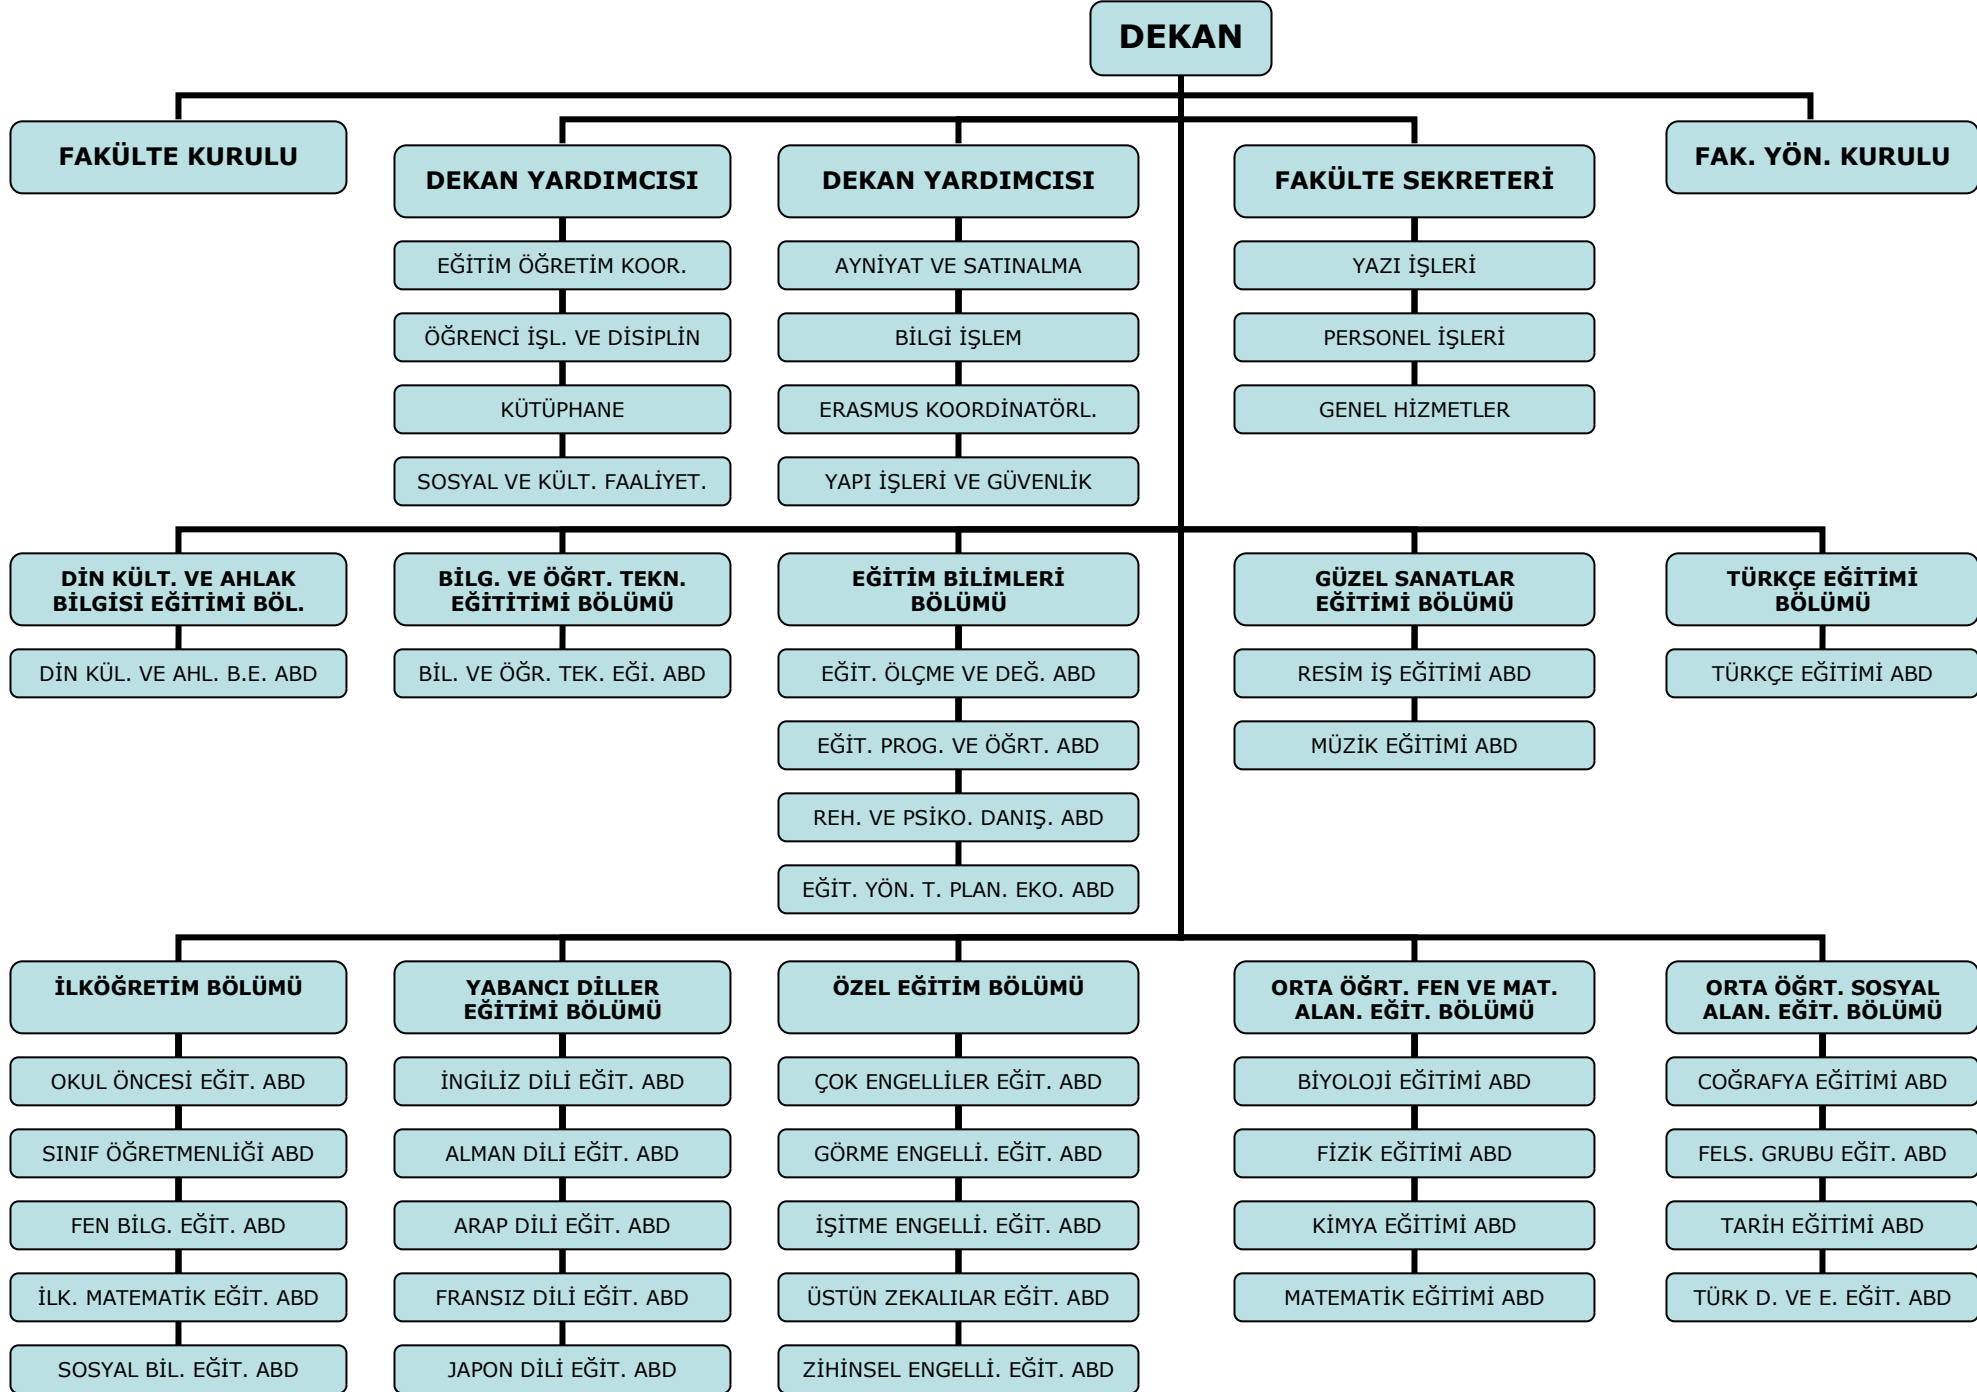 DEKAN
FAKÜLTE KURULU
DEKAN YARDIMCISI
DEKAN YARDIMCISI
FAKÜLTE SEKRETERİ
FAK. YÖN. KURULU
EĞİTİM ÖĞRETİM KOOR.
AYNİYAT VE SATINALMA
YAZI İŞLERİ
ÖĞRENCİ İŞL. VE DİSİPLİN
BİLGİ İŞLEM
PERSONEL İŞLERİ
KÜTÜPHANE
ERASMUS KOORDİNATÖRL.
GENEL HİZMETLER
SOSYAL VE KÜLT. FAALİYET.
YAPI İŞLERİ VE GÜVENLİK
DİN KÜLT. VE AHLAK
BİLGİSİ EĞİTİMİ BÖL.
BİLG. VE ÖĞRT. TEKN.
EĞİTİTİMİ BÖLÜMÜ
EĞİTİM BİLİMLERİ
BÖLÜMÜ
GÜZEL SANATLAR
EĞİTİMİ BÖLÜMÜ
TÜRKÇE EĞİTİMİ
BÖLÜMÜ
DİN KÜL. VE AHL. B.E. ABD
BİL. VE ÖĞR. TEK. EĞİ. ABD
EĞİT. ÖLÇME VE DEĞ. ABD
RESİM İŞ EĞİTİMİ ABD
TÜRKÇE EĞİTİMİ ABD
EĞİT. PROG. VE ÖĞRT. ABD
MÜZİK EĞİTİMİ ABD
REH. VE PSİKO. DANIŞ. ABD
EĞİT. YÖN. T. PLAN. EKO. ABD
İLKÖĞRETİM BÖLÜMÜ
YABANCI DİLLER
EĞİTİMİ BÖLÜMÜ
ÖZEL EĞİTİM BÖLÜMÜ
ORTA ÖĞRT. FEN VE MAT.
ALAN. EĞİT. BÖLÜMÜ
ORTA ÖĞRT. SOSYAL
ALAN. EĞİT. BÖLÜMÜ
OKUL ÖNCESİ EĞİT. ABD
İNGİLİZ DİLİ EĞİT. ABD
ÇOK ENGELLİLER EĞİT. ABD
BİYOLOJİ EĞİTİMİ ABD
COĞRAFYA EĞİTİMİ ABD
SINIF ÖĞRETMENLİĞİ ABD
ALMAN DİLİ EĞİT. ABD
GÖRME ENGELLİ. EĞİT. ABD
FİZİK EĞİTİMİ ABD
FELS. GRUBU EĞİT. ABD
FEN BİLG. EĞİT. ABD
ARAP DİLİ EĞİT. ABD
İŞİTME ENGELLİ. EĞİT. ABD
KİMYA EĞİTİMİ ABD
TARİH EĞİTİMİ ABD
İLK. MATEMATİK EĞİT. ABD
FRANSIZ DİLİ EĞİT. ABD
ÜSTÜN ZEKALILAR EĞİT. ABD
MATEMATİK EĞİTİMİ ABD
TÜRK D. VE E. EĞİT. ABD
SOSYAL BİL. EĞİT. ABD
JAPON DİLİ EĞİT. ABD
ZİHİNSEL ENGELLİ. EĞİT. ABD